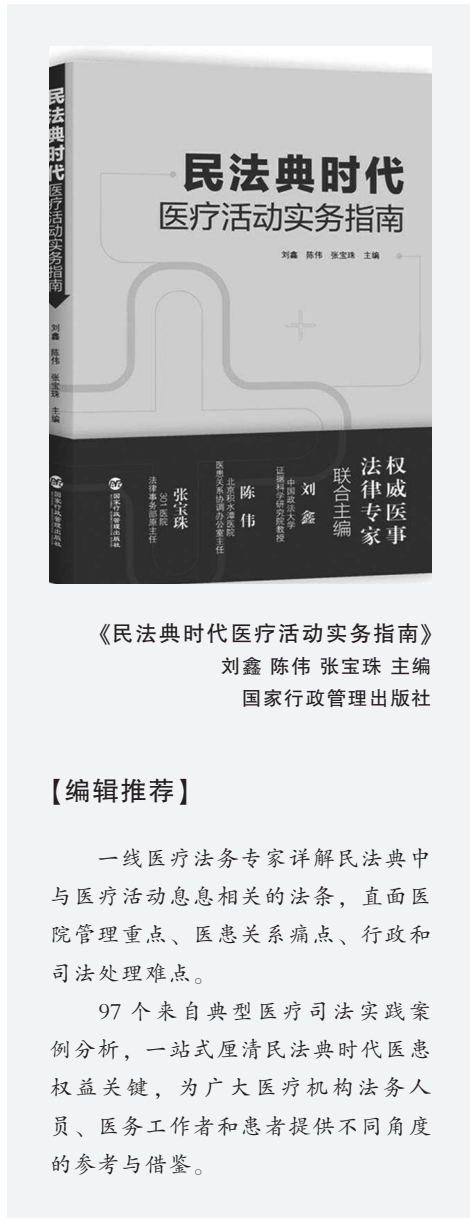 民法典时代
医疗活动实务指南
刘鑫 陈伟 张宝珠 主编
民法典时代医疗活动实务指南
刘鑫 陈伟 张宝珠 主编
国家行政管理出版社
权威医事
法律专家
联合主编
刘鑫
中国政法大学
证据科学研究院教授
陈伟
北京积水潭医院
医患关系协调办公室主任
张宝珠
301医院
法律事务部原主任
国家行政管理出版社
《民法典时代医疗活动实务指南》
刘鑫 陈伟 张宝珠 主编
国家行政管理出版社
【编辑推荐】
一线医疗法务专家详解民法典中
与医疗活动息息相关的法条，直面医
院管理重点、医患关系痛点、行政和
司法处理难点。
97 个来自典型医疗司法实践案
例分析，一站式厘清民法典时代医患
权益关键，为广大医疗机构法务人
员、医务工作者和患者提供不同角度
的参考与借鉴。